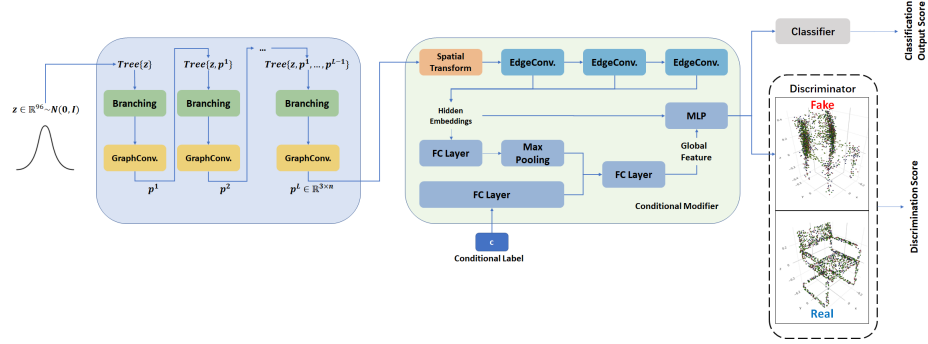 z ∈ ℝ^96~N(0, I)
Tree{z}
Branching
GraphConv.
p^1
Tree{z, p^1}
Branching
GraphConv.
p^2
...
Tree{z, p^1, ..., p^{L−1}}
Branching
GraphConv.
p^L ∈ ℝ^{3×n}
Spatial
Transform
EdgeConv.
EdgeConv.
EdgeConv.
Hidden
Embeddings
MLP
FC Layer
Max
Pooling
Global
Feature
FC Layer
FC Layer
Conditional Modifier
c
Conditional Label
Classifier
Classification
Output Score
Discriminator
Fake
Real
Discrimination Score